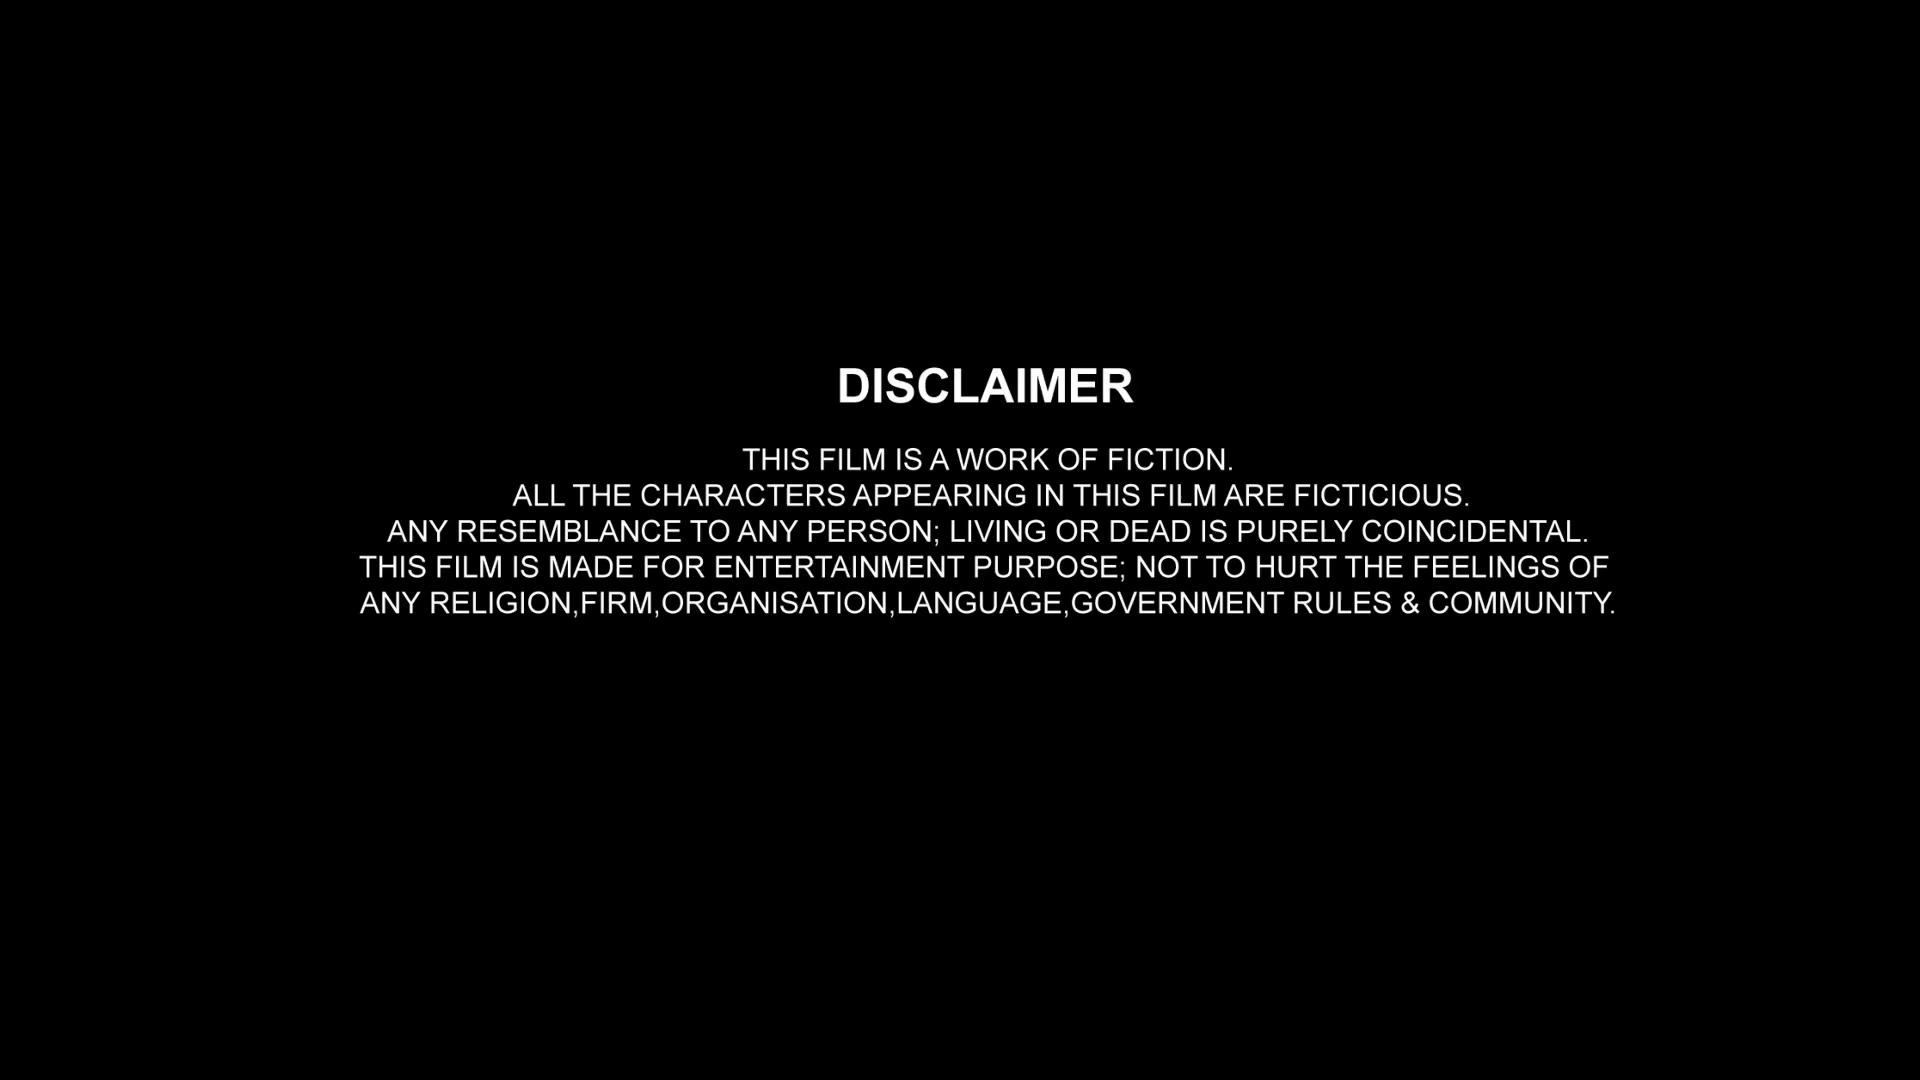 DISCLAIMER
THIS FILM IS A WORK OF FICTION.
ALL THE CHARACTERS APPEARING IN THIS FILM ARE FICTICIOUS.
ANY RESEMBLANCE TO ANY PERSON; LIVING OR DEAD IS PURELY COINCIDENTAL.
THIS FILM IS MADE FOR ENTERTAINMENT PURPOSE; NOT TO HURT THE FEELINGS OF
ANY RELIGION,FIRM,ORGANISATION,LANGUAGE,GOVERNMENT RULES & COMMUNITY.